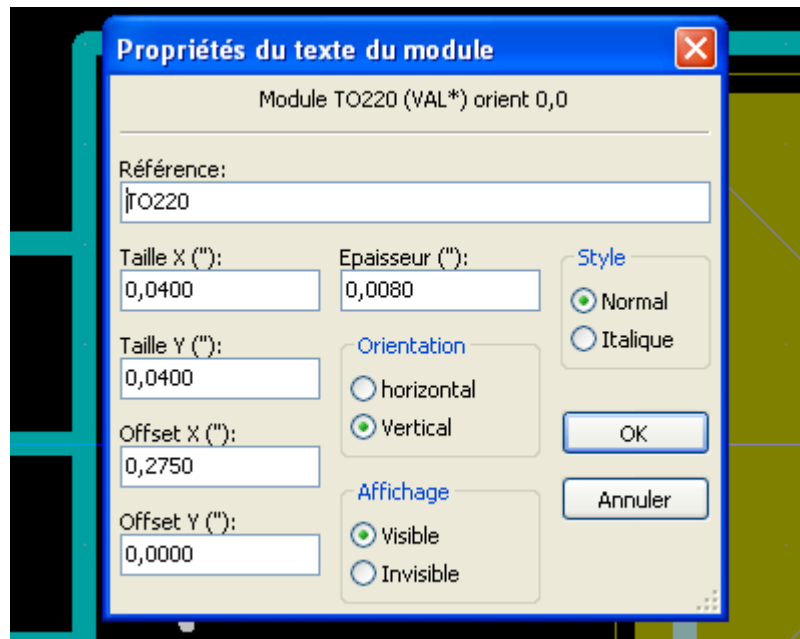 Propriétés du texte du module
Module TO220 (VAL*) orient 0,0
Référence:
TO220
Taille X ("):
0,0400
Epaisseur ("):
0,0080
Style
Normal
Italique
Taille Y ("):
0,0400
Orientation
horizontal
Vertical
Offset X ("):
0,2750
OK
Annuler
Affichage
Visible
Invisible
Offset Y ("):
0,0000